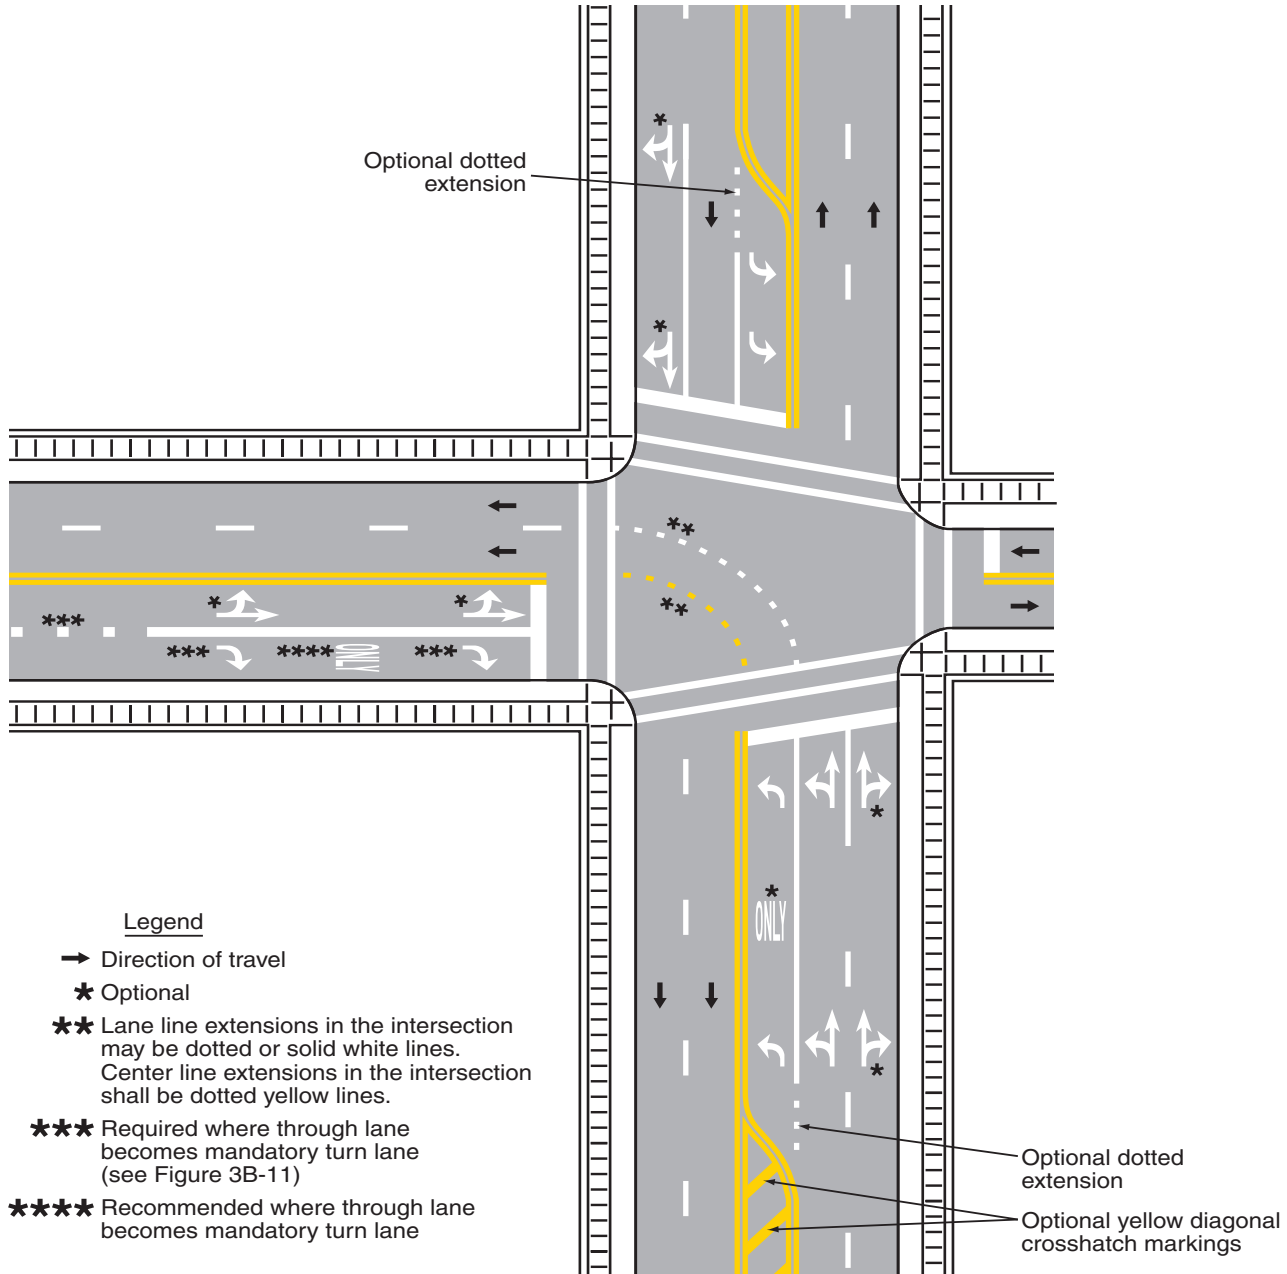 Optional dotted
extension
*
*
**
**
*
*
***
***
****
ONLY
***
*
*
ONLY
*
Legend
Direction of travel
* Optional
** Lane line extensions in the intersection
may be dotted or solid white lines.
Center line extensions in the intersection
shall be dotted yellow lines.
*** Required where through lane
becomes mandatory turn lane
(see Figure 3B-11)
**** Recommended where through lane
becomes mandatory turn lane
Optional dotted
extension
Optional yellow diagonal
crosshatch markings